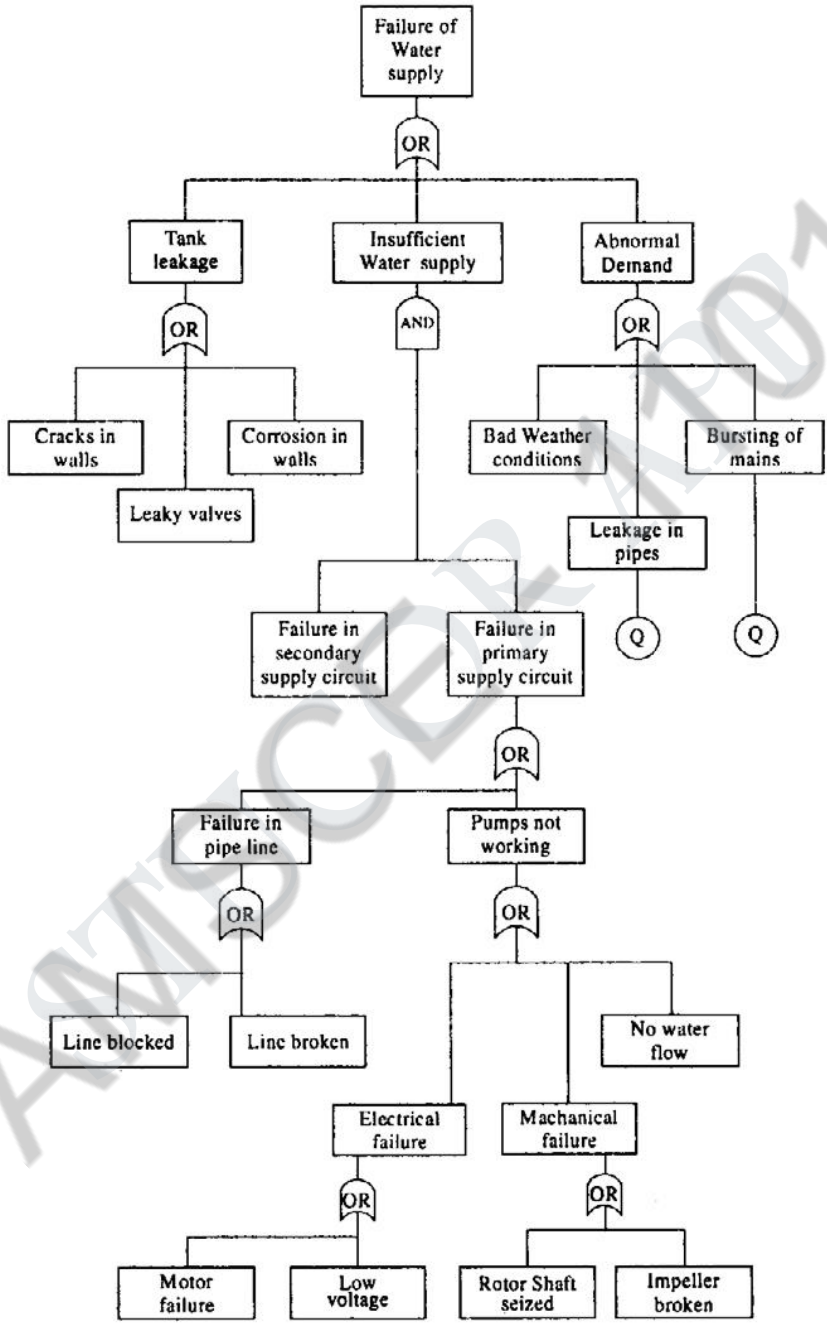 Failure of
Water
supply
OR
Tank
leakage
Insufficient
Water supply
Abnormal
Demand
OR
AND
OR
Cracks in
walls
Corrosion in
walls
Bad Weather
conditions
Bursting of
mains
Leaky valves
Leakage in
pipes
Q
Q
Failure in
secondary
supply circuit
Failure in
primary
supply circuit
OR
Failure in
pipe line
Pumps not
working
OR
OR
Line blocked
Line broken
No water
flow
Electrical
failure
Machanical
failure
OR
OR
Motor
failure
Low
voltage
Rotor Shaft
seized
Impeller
broken